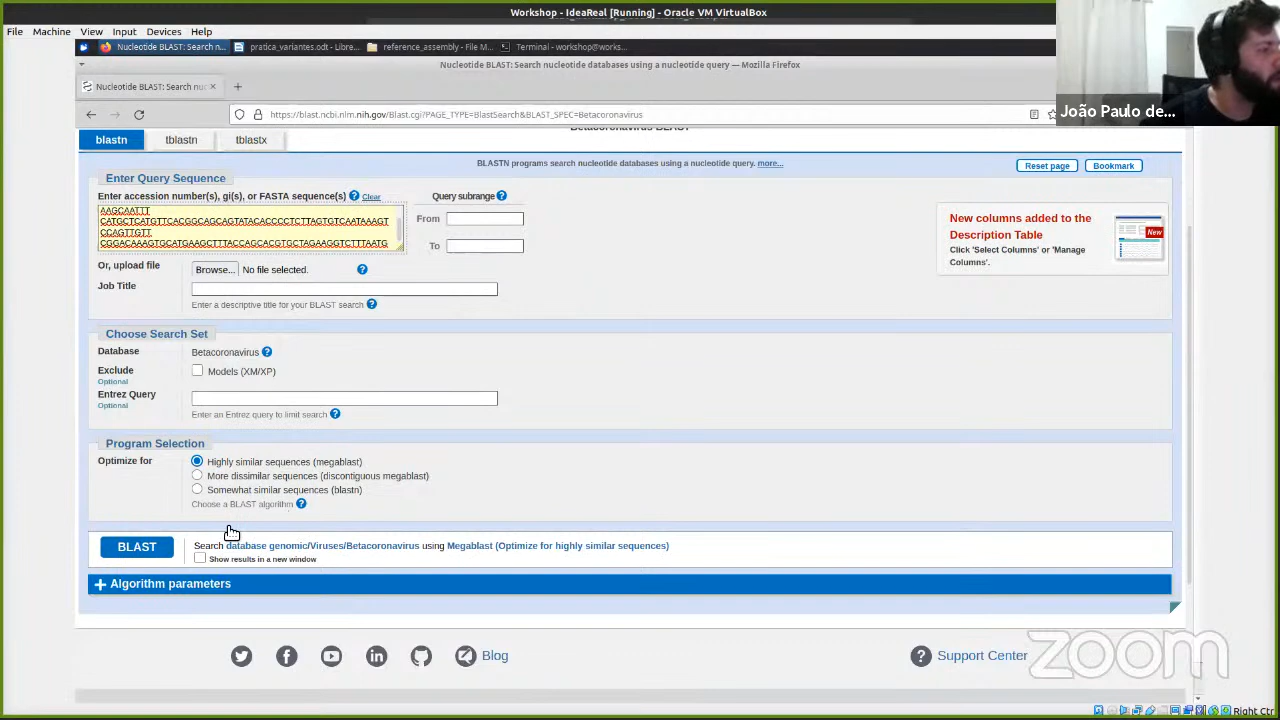 Workshop - IdeaReal [Running] - Oracle VM VirtualBox
File Machine View Input Devices Help
Nucleotide BLAST: Search n... pratica_variantes.odt - Libre... reference_assembly - File M... Terminal - workshop@works...
Nucleotide BLAST: Search nucleotide databases using a nucleotide query — Mozilla Firefox
Nucleotide BLAST: Search nuc
https://blast.ncbi.nlm.nih.gov/Blast.cgi?PAGE_TYPE=BlastSearch&BLAST_SPEC=Betacoronavirus
João Paulo de...
Betacoronavirus BLAST
blastn tblastn tblastx
BLASTN programs search nucleotide databases using a nucleotide query. more...
Reset page Bookmark
Enter Query Sequence
Enter accession number(s), gi(s), or FASTA sequence(s) Clear
Query subrange
AAGCAATTT
CATGCTCATGTTCACGGCAGCAGTATACACCCCTCTTAGTGTCAATAAAGT
CCAGTTGTT
CGGACAAAGTGCATGAAGCTTTACCAGCACGTGCTAGAAGGTCTTTAATG
From
To
New columns added to the
Description Table
Click 'Select Columns' or 'Manage
Columns'.
New
Or, upload file Browse... No file selected.
Job Title
Enter a descriptive title for your BLAST search
Choose Search Set
Database Betacoronavirus
Exclude Models (XM/XP)
Optional
Entrez Query
Optional
Enter an Entrez query to limit search
Program Selection
Optimize for Highly similar sequences (megablast)
More dissimilar sequences (discontiguous megablast)
Somewhat similar sequences (blastn)
Choose a BLAST algorithm
BLAST
Search database genomic/Viruses/Betacoronavirus using Megablast (Optimize for highly similar sequences)
Show results in a new window
+ Algorithm parameters
Blog
Support Center
zoom
Right Ctr